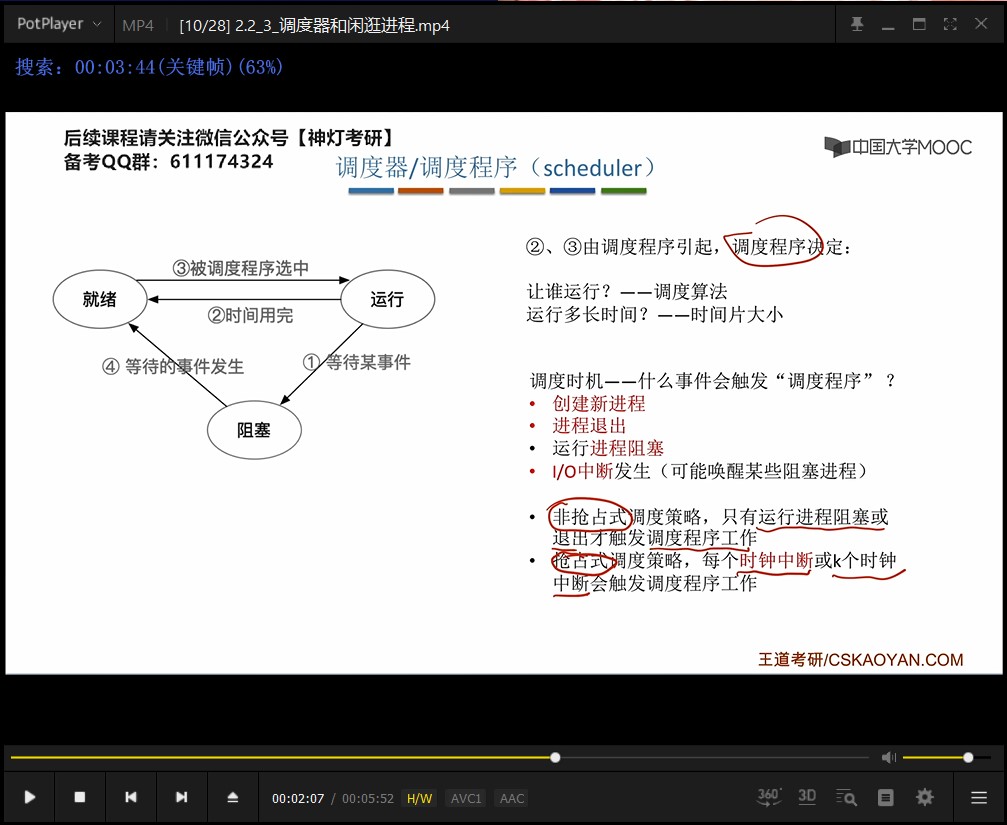 PotPlayer
MP4
[10/28] 2.2_3_调度器和闲逛进程.mp4
搜索：00:03:44(关键帧)(63%)
后续课程请关注微信公众号【神灯考研】
备考QQ群：611174324
中国大学MOOC
调度器/调度程序（scheduler）
③被调度程序选中
就绪
运行
②时间用完
④ 等待的事件发生
① 等待某事件
阻塞
②、③由调度程序引起，调度程序决定：
让谁运行？——调度算法
运行多长时间？——时间片大小
调度时机——什么事件会触发“调度程序”？
• 创建新进程
• 进程退出
• 运行进程阻塞
• I/O中断发生（可能唤醒某些阻塞进程）
• 非抢占式调度策略，只有运行进程阻塞或
退出才触发调度程序工作
• 抢占式调度策略，每个时钟中断或k个时钟
中断会触发调度程序工作
王道考研/CSKAOYAN.COM
00:02:07 / 00:05:52 H/W AVC1 AAC
360° 3D